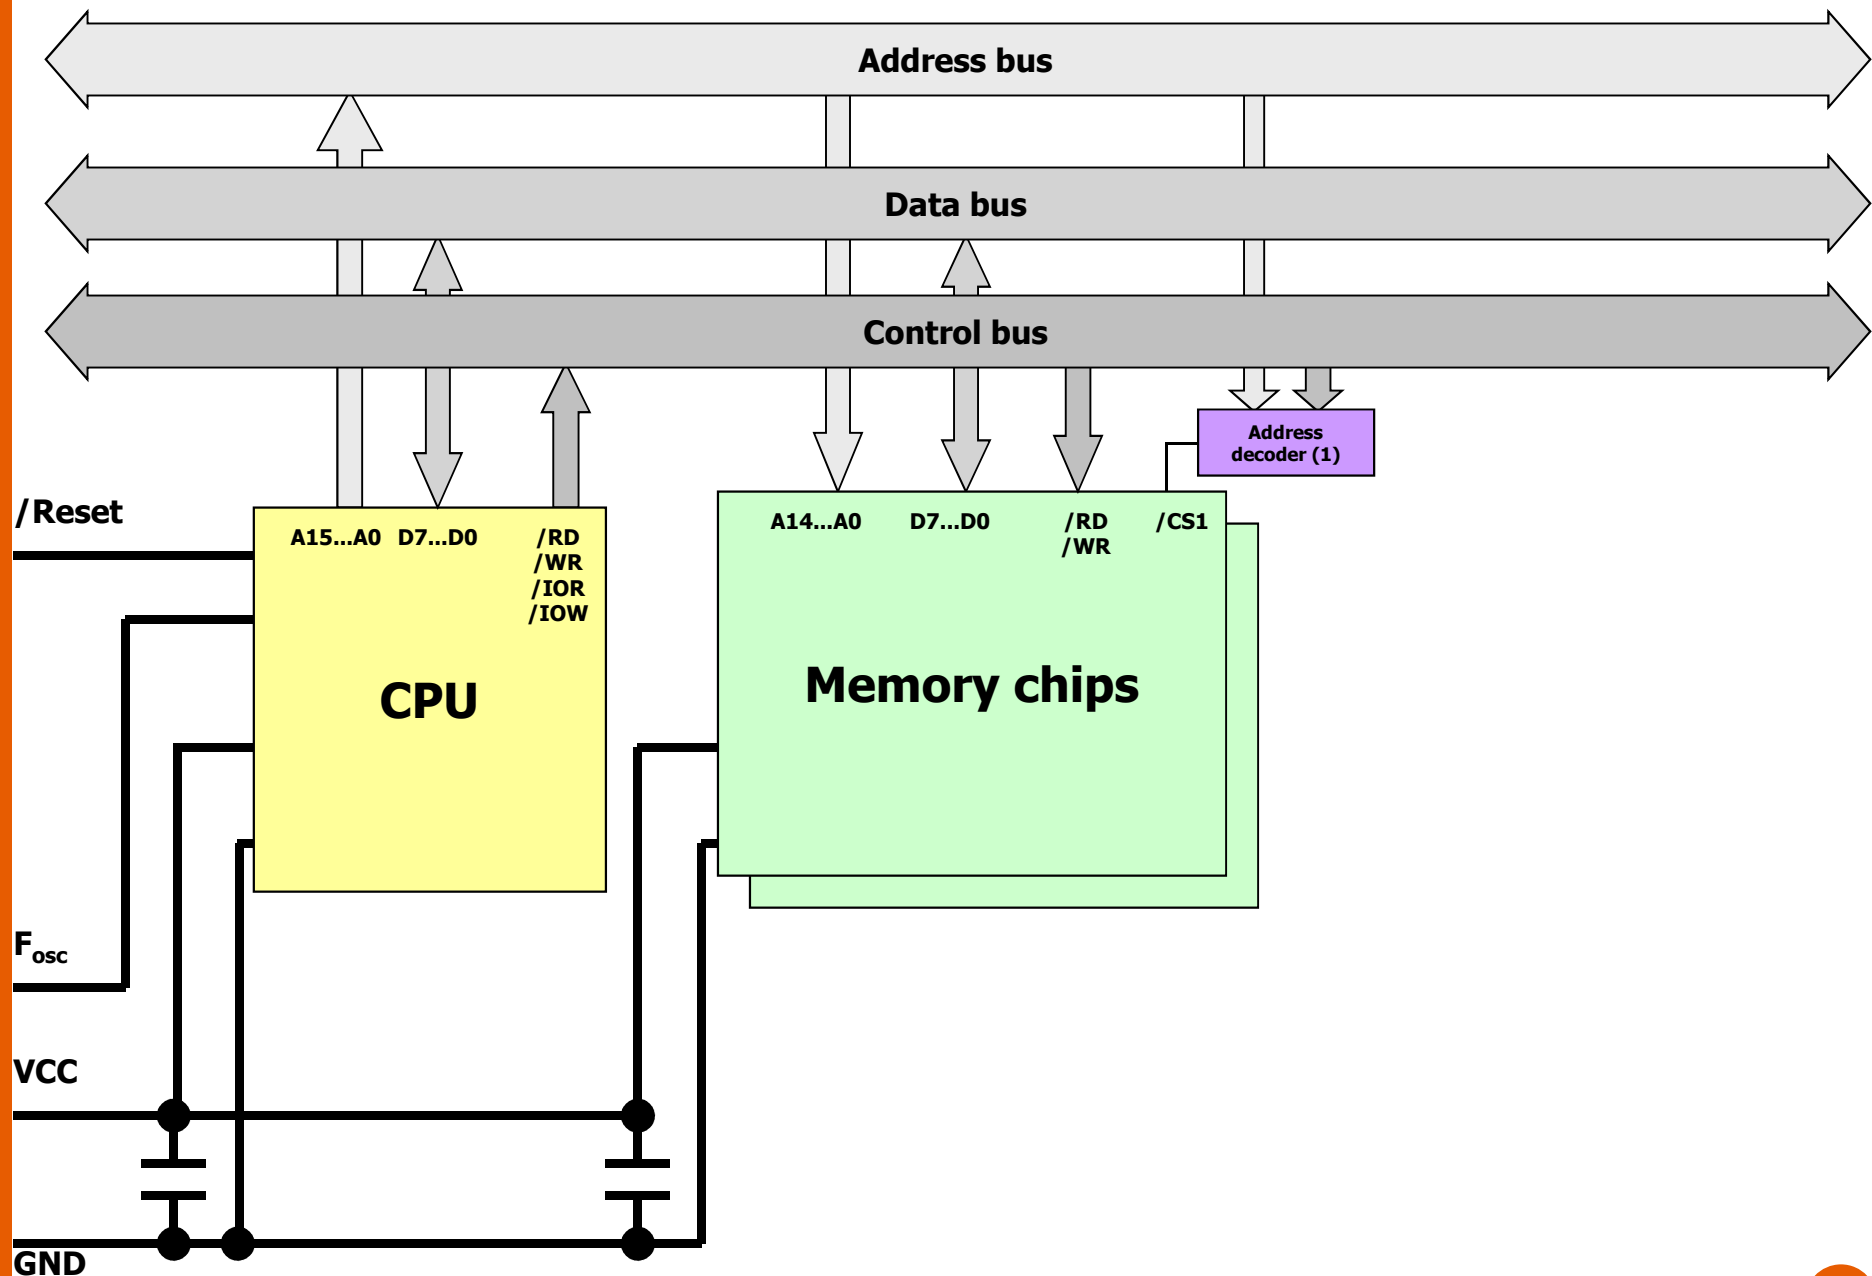 Address bus
Data bus
Control bus
Address
decoder (1)
/Reset
A15...A0 D7...D0 /RD
/WR
/IOR
/IOW
CPU
A14...A0 D7...D0 /RD /CS1
/WR
Memory chips
Fosc
VCC
GND